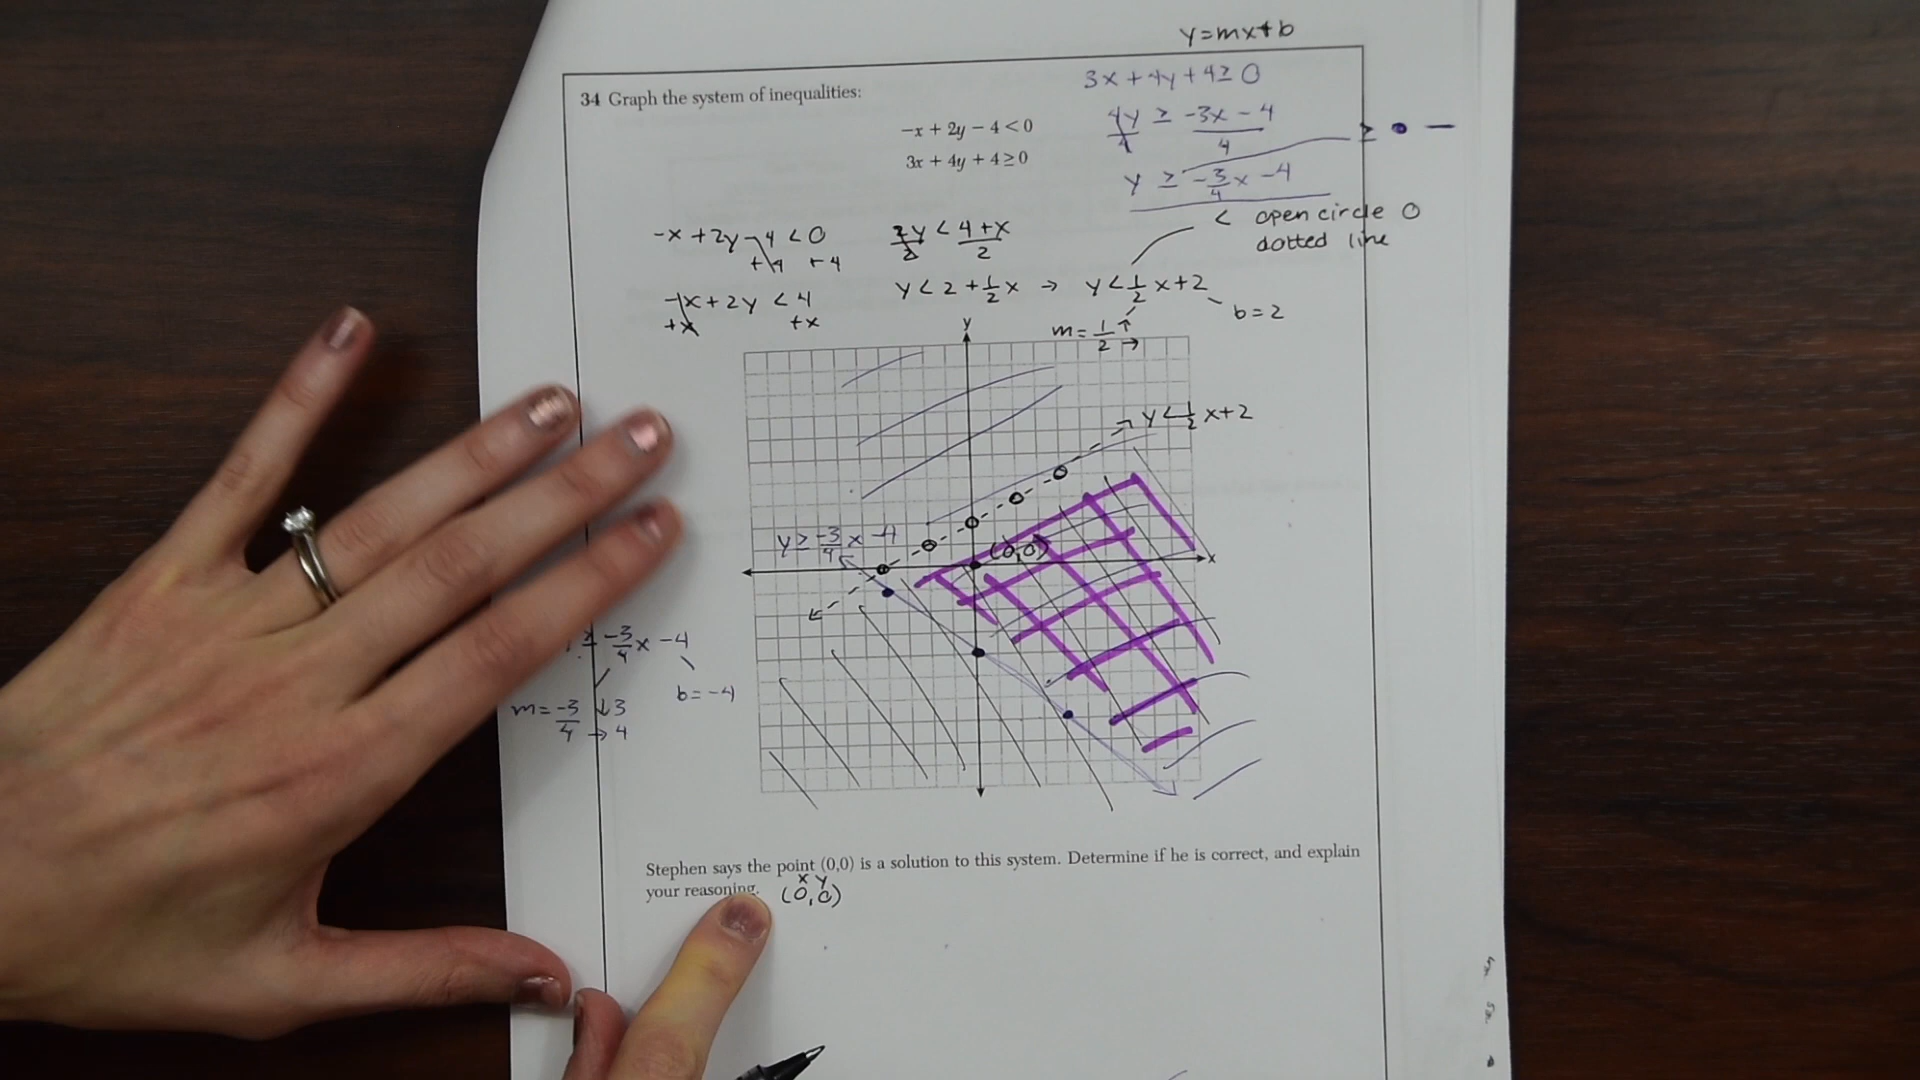 y=mx+b
34 Graph the system of inequalities:
-x + 2y - 4 < 0
3x + 4y + 4 ≥ 0
3x + 4y + 4 ≥ 0
4y ≥ -3x - 4
4 4
y ≥ -3/4 x - 4
≥ ● —
< open circle O
dotted line
-x + 2y - 4 < 0
+4 +4
-x + 2y < 4
+x +x
2y < 4 + x
2 2
y < 2 + 1/2 x → y < 1/2 x + 2
b = 2
m = 1/2 ↑ →
y
y < 1/2 x + 2
y ≥ -3/4 x - 4
(0,0)
x
≥ -3/4 x - 4
b = -4
m = -3/4 ↓ 3
→ 4
Stephen says the point (0,0) is a solution to this system. Determine if he is correct, and explain
your reasoning.
x y
(0,0)